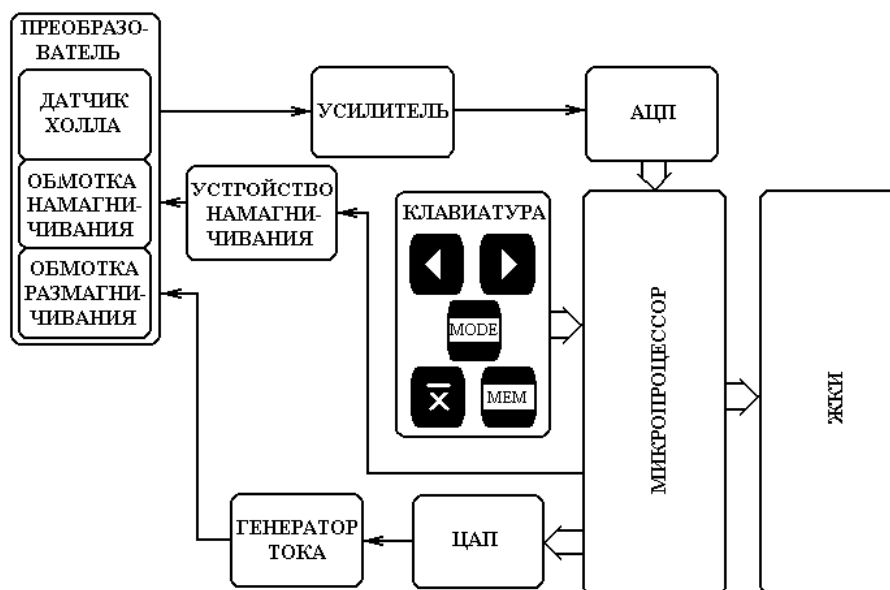 ПРЕОБРАЗО-
ВАТЕЛЬ
ДАТЧИК
ХОЛЛА
УСИЛИТЕЛЬ
АЦП
ОБМОТКА
НАМАГНИ-
ЧИВАНИЯ
УСТРОЙСТВО
НАМАГНИ-
ЧИВАНИЯ
КЛАВИАТУРА
MODE
x̅
MEM
ОБМОТКА
РАЗМАГНИ-
ЧИВАНИЯ
МИКРОПРОЦЕССОР
ЖКИ
ГЕНЕРАТОР
ТОКА
ЦАП